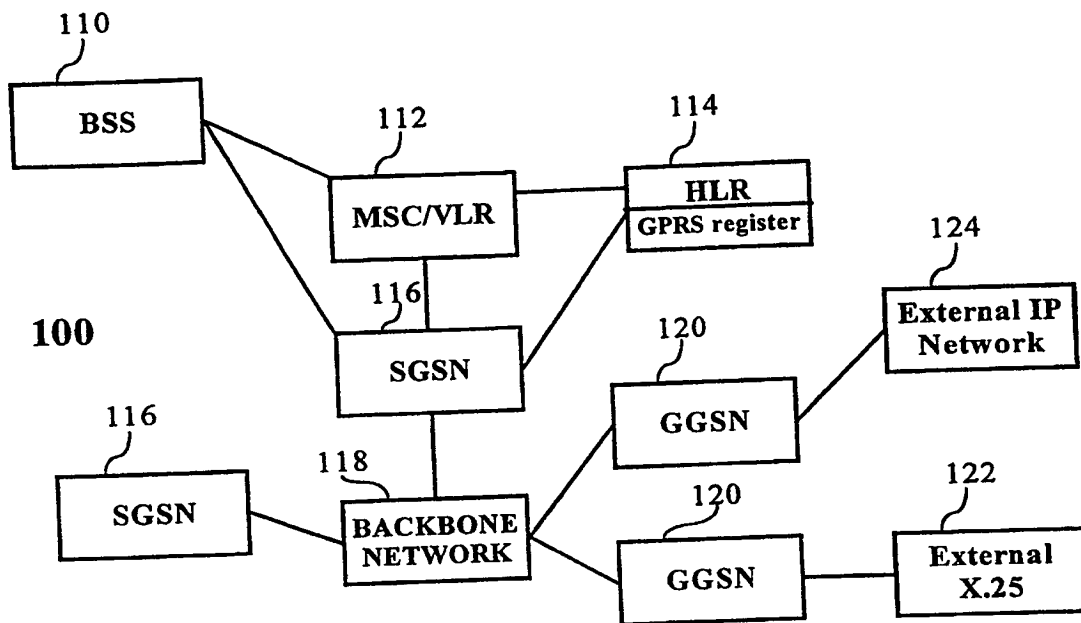 110
BSS
112
MSC/VLR
114
HLR
GPRS register
124
External IP
Network
100
116
SGSN
120
GGSN
116
SGSN
118
BACKBONE
NETWORK
120
GGSN
122
External
X.25